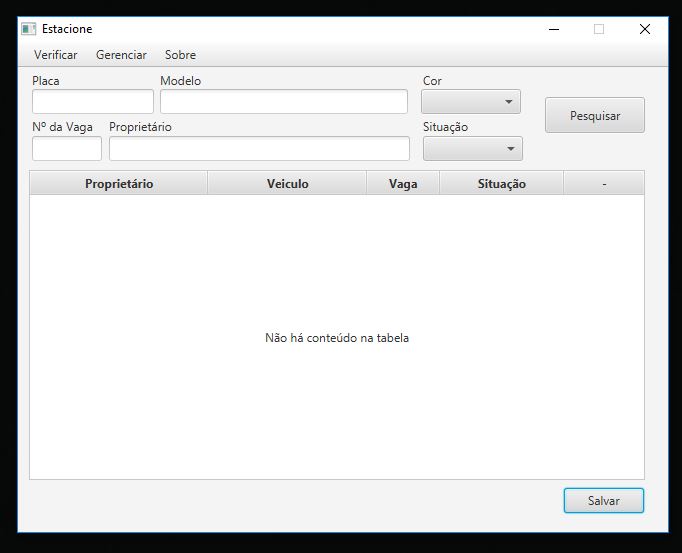 Estacione
Verificar Gerenciar Sobre
Placa Modelo Cor
Pesquisar
Nº da Vaga Proprietário Situação
Proprietário Veiculo Vaga Situação -
Não há conteúdo na tabela
Salvar